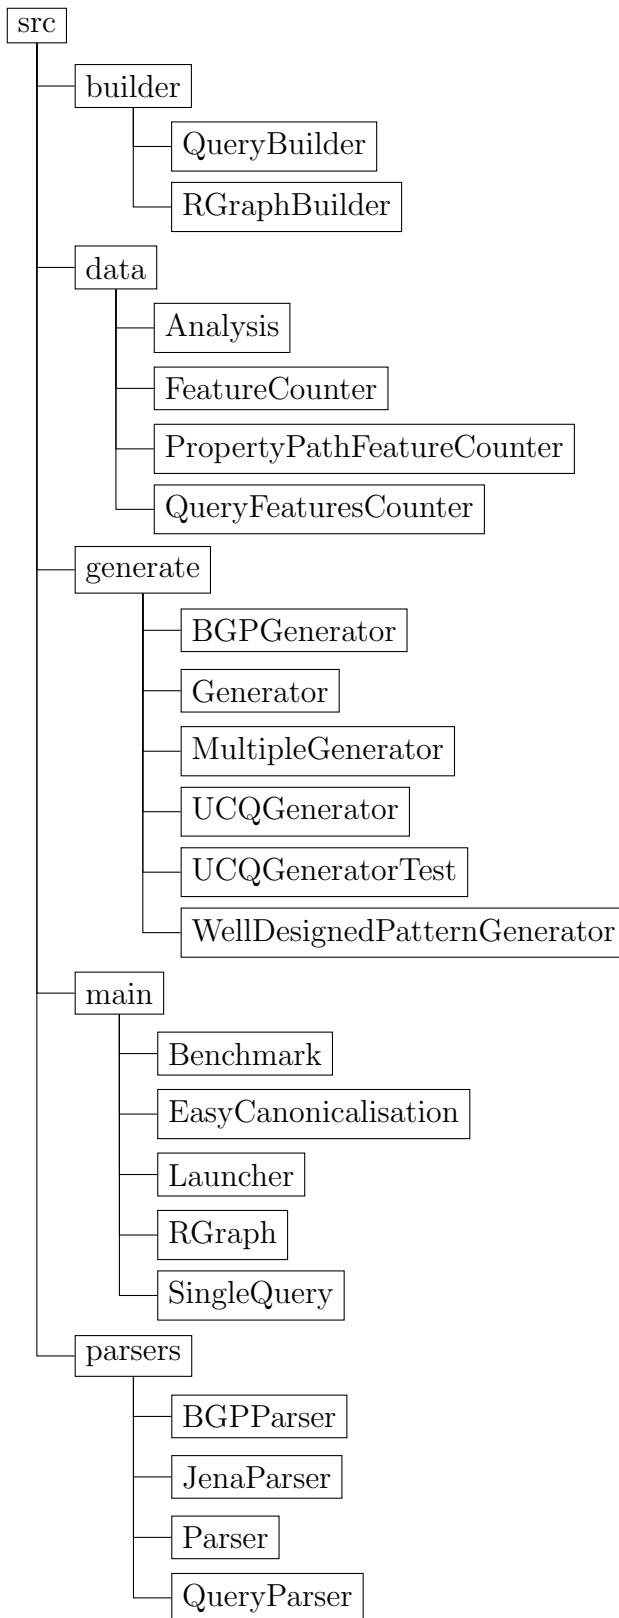 src
builder
QueryBuilder
RGraphBuilder
data
Analysis
FeatureCounter
PropertyPathFeatureCounter
QueryFeaturesCounter
generate
BGPGenerator
Generator
MultipleGenerator
UCQGenerator
UCQGeneratorTest
WellDesignedPatternGenerator
main
Benchmark
EasyCanonicalisation
Launcher
RGraph
SingleQuery
parsers
BGPParser
JenaParser
Parser
QueryParser